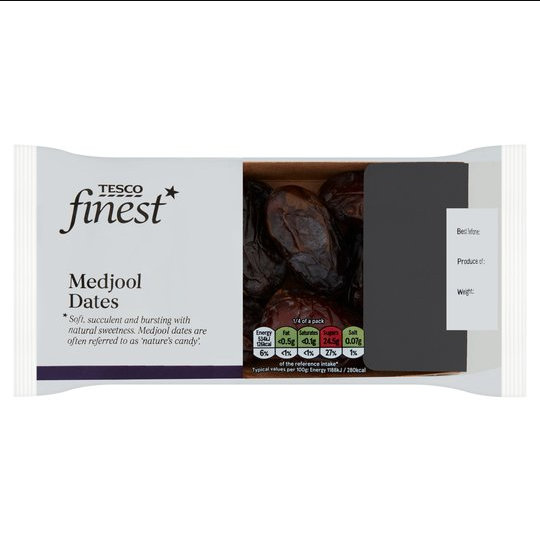 TESCO
finest*
Medjool
Dates
*Soft, succulent and bursting with
natural sweetness. Medjool dates are
often referred to as 'nature's candy'.
1/4 of a pack
Energy Fat Saturates Sugars Salt
534kJ
126kcal <0.5g <0.1g 24.5g 0.07g
6% <1% <1% 27% 1%
of the reference intake*
Typical values per 100g: Energy 1188kJ / 280kcal
Best before:
Produce of:
Weight: